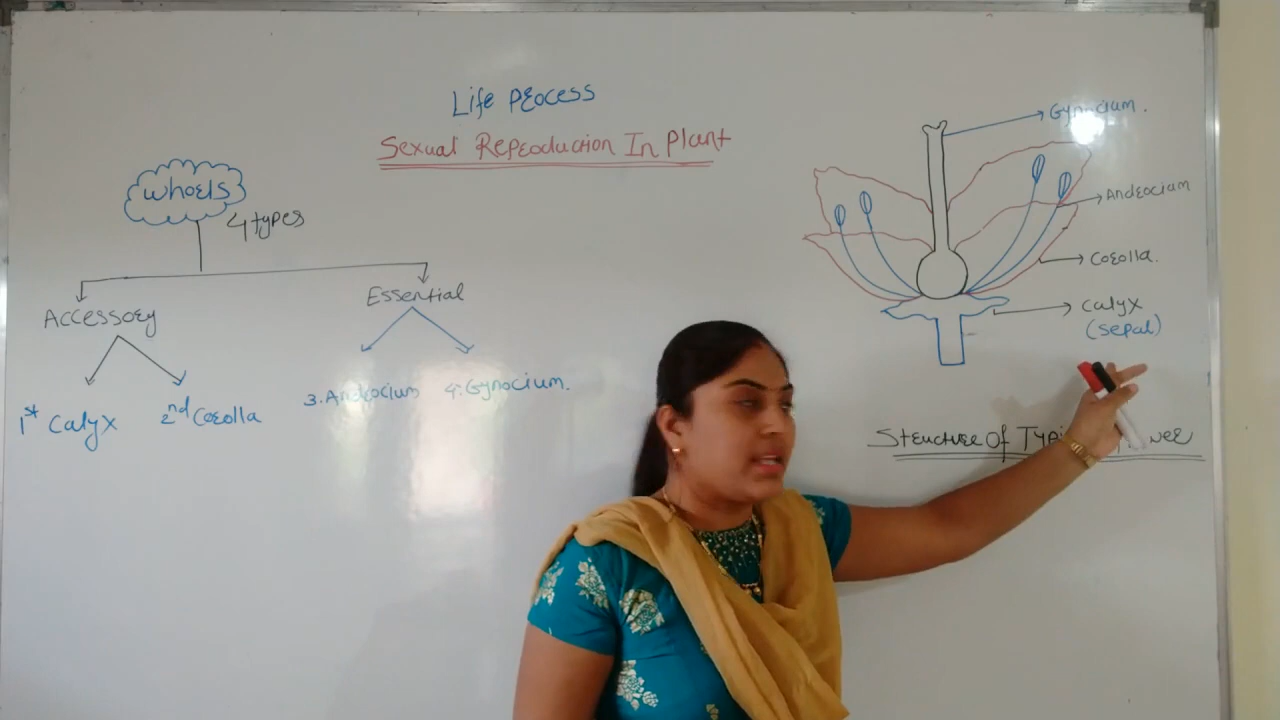 Life Process
Sexual Reproduction In Plant
Whorls
4 types
Accessory
Essential
1st Calyx
2nd Corolla
3. Androcium
4. Gynocium.
Gynocium.
Androcium
Corolla.
Calyx
(Sepal)
Structure Of